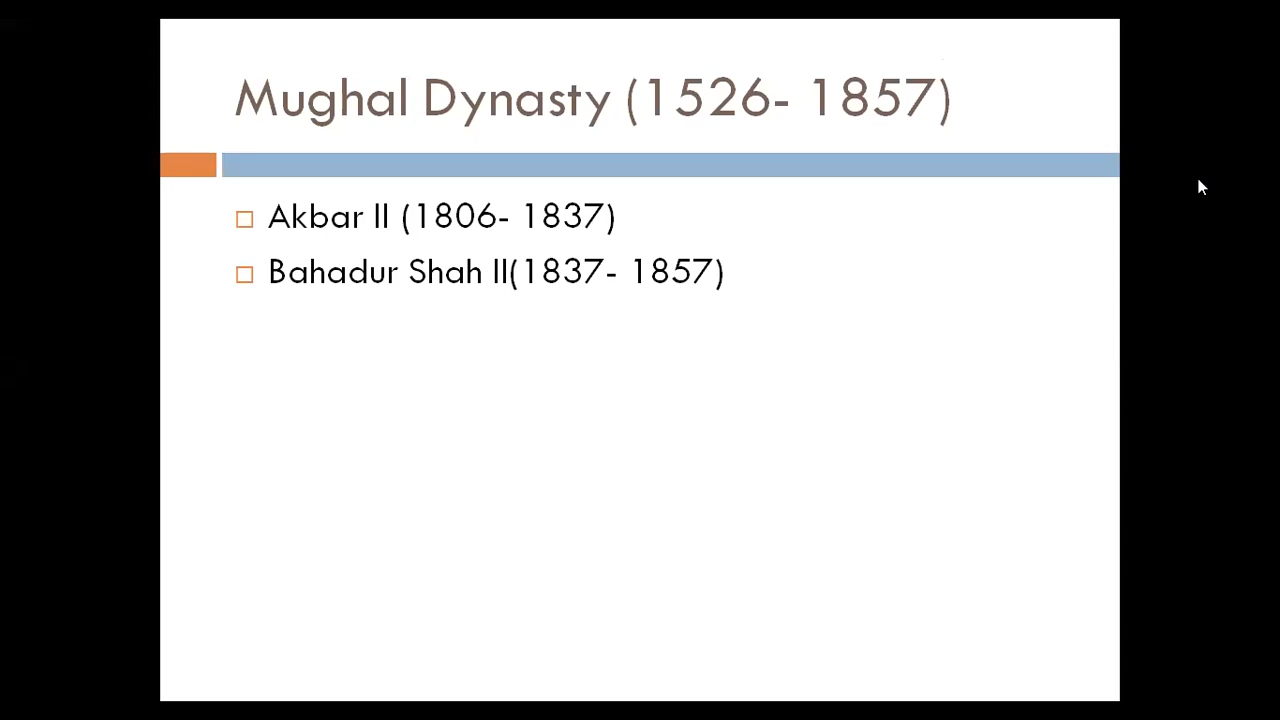 Mughal Dynasty (1526- 1857)
Akbar II (1806- 1837)
Bahadur Shah II(1837- 1857)